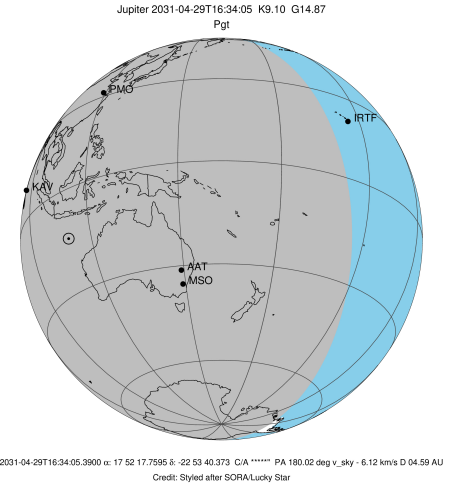 Jupiter 2031-04-29T16:34:05 K9.10 G14.87
Pgt
PMO
IRTF
KAV
AAT
MSO
2031-04-29T16:34:05.3900 α: 17 52 17.7595 δ: -22 53 40.373 C/A *****" PA 180.02 deg v_sky - 6.12 km/s D 04.59 AU
Credit: Styled after SORA/Lucky Star